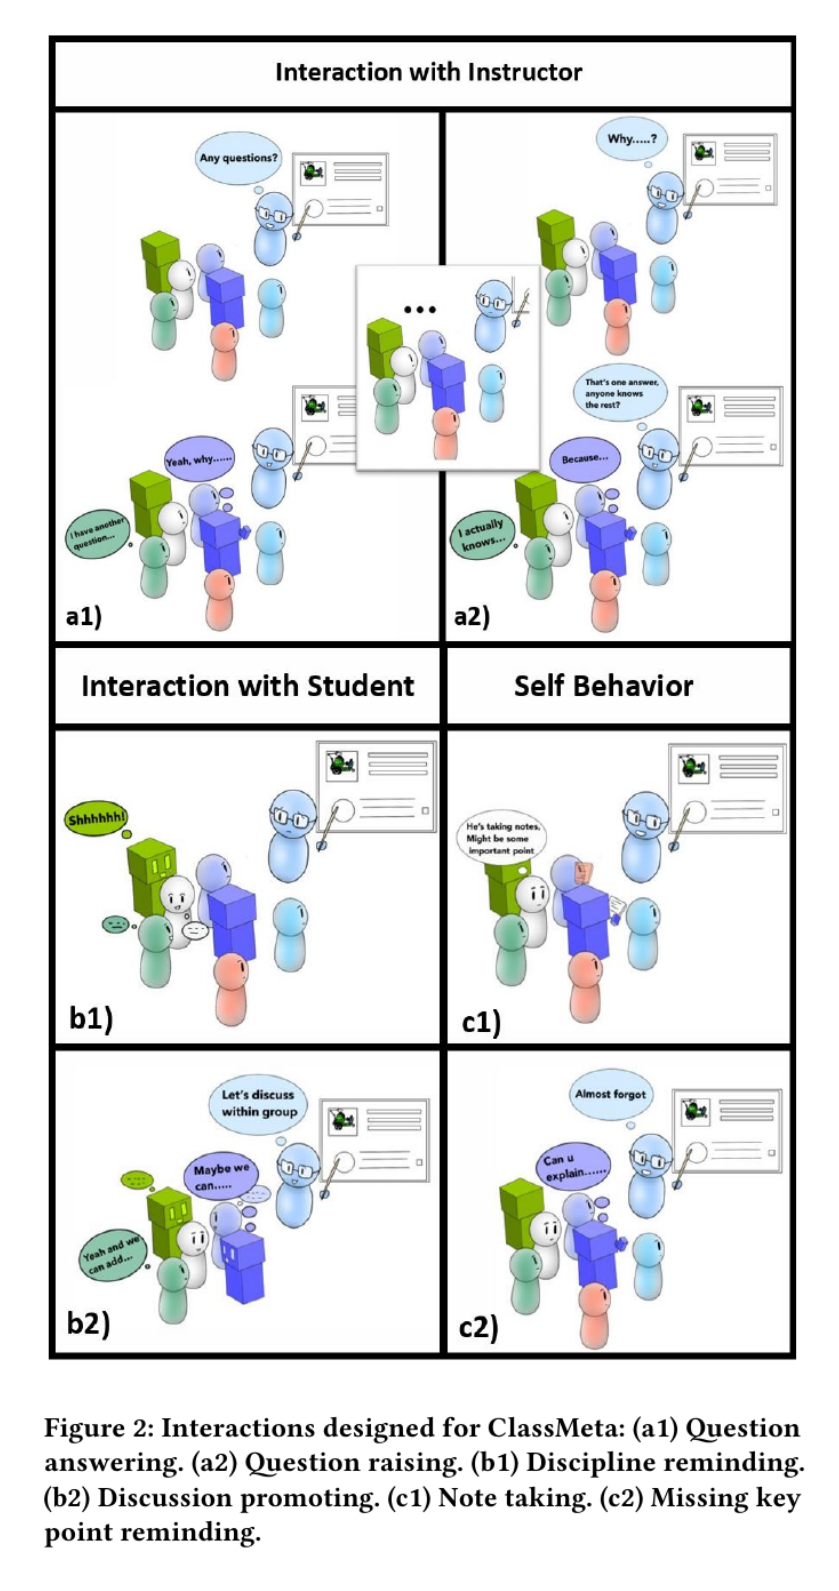 Interaction with Instructor
Any questions?
Yeah, why......
I have another
question...
a1)
Why.....?
...
That's one answer,
anyone knows
the rest?
Because...
I actually
knows...
a2)
Interaction with Student
Self Behavior
Shhhhhh!
b1)
He's taking notes,
Might be some
important point
c1)
Let's discuss
within group
Maybe we
can.....
Yeah and we
can add...
b2)
Almost forgot
Can u
explain......
c2)
Figure 2: Interactions designed for ClassMeta: (a1) Question
answering. (a2) Question raising. (b1) Discipline reminding.
(b2) Discussion promoting. (c1) Note taking. (c2) Missing key
point reminding.